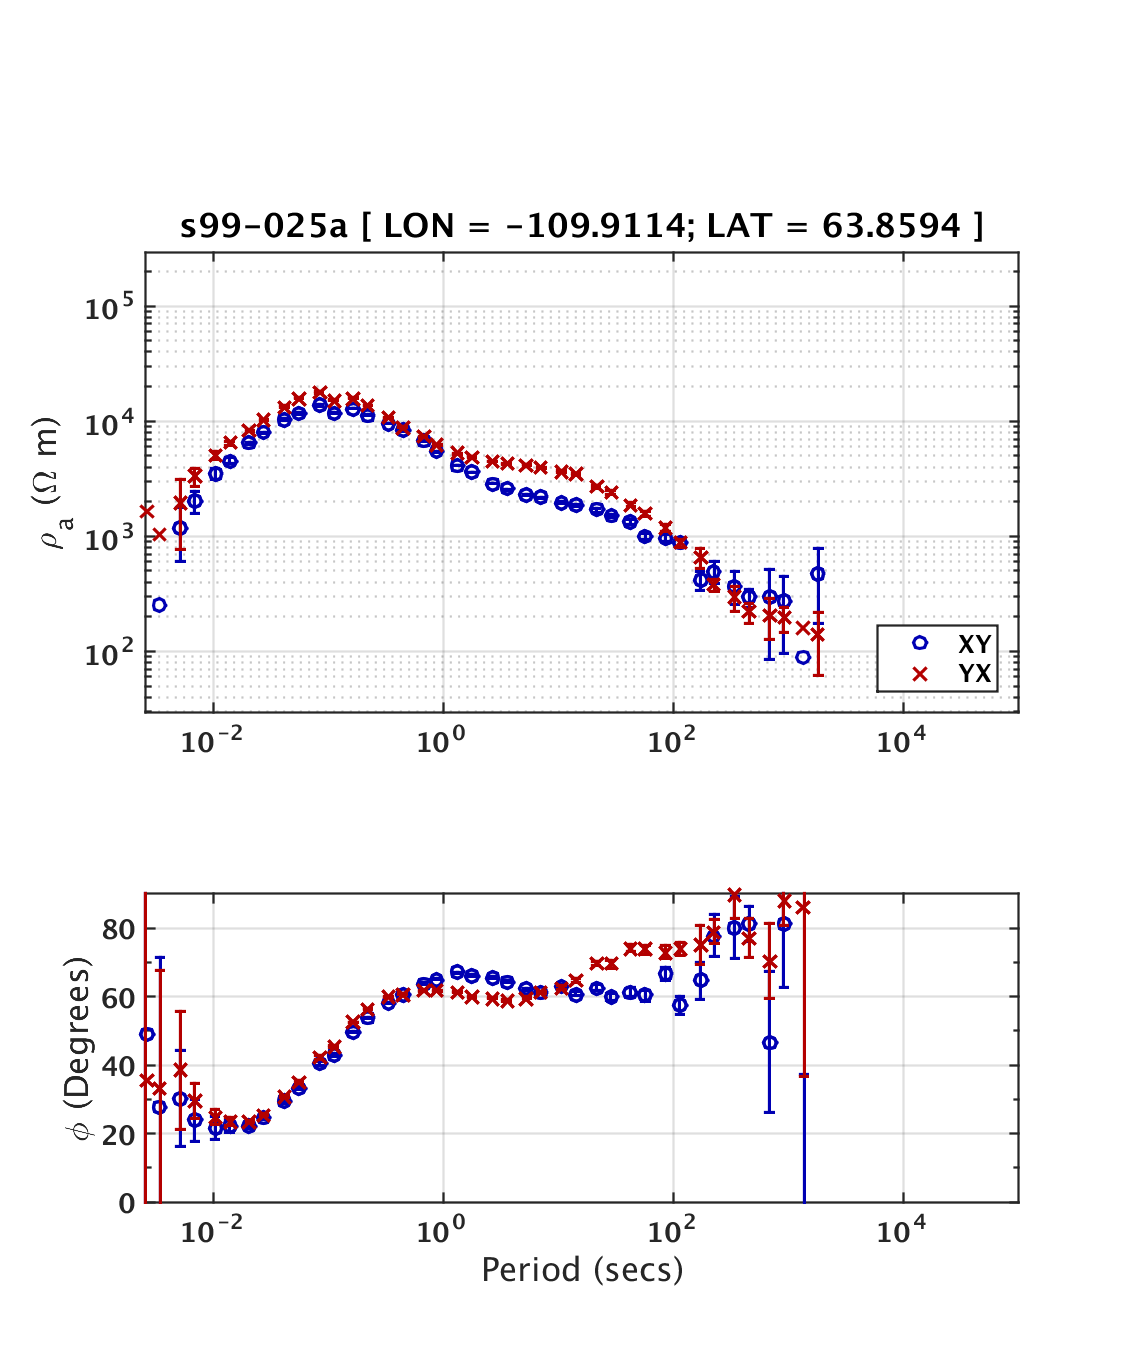 s99-025a [ LON = -109.9114; LAT = 63.8594 ]
ρa (Ω m)
10^5
10^4
10^3
10^2
XY
YX
10^-2 10^0 10^2 10^4
φ (Degrees)
80
60
40
20
0
10^-2 10^0 10^2 10^4
Period (secs)